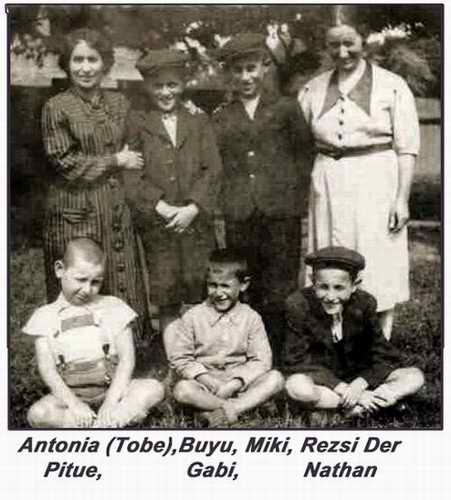 Antonia (Tobe),Buyu, Miki, Rezsi Der
Pitue, Gabi, Nathan